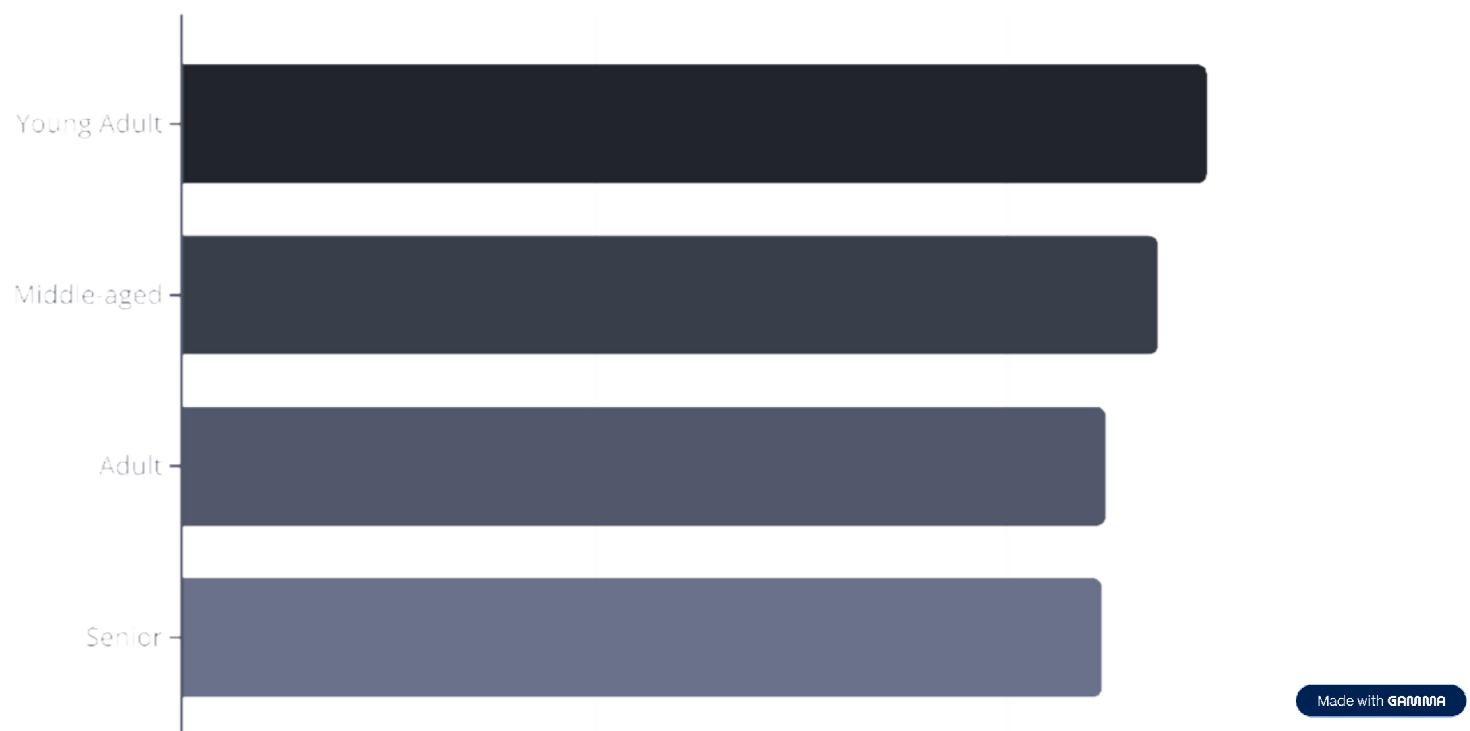 Young Adult
Middle-aged
Adult
Senior
Made with GAMMA